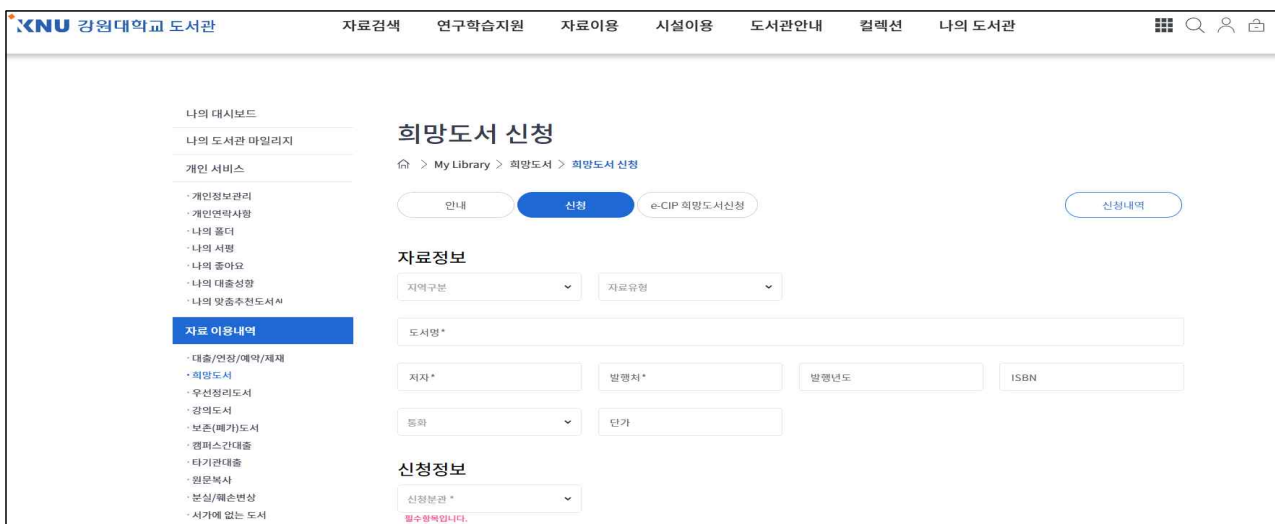 KNU 강원대학교 도서관
자료검색 연구학습지원 자료이용 시설이용 도서관안내 컬렉션 나의 도서관
나의 대시보드
나의 도서관 마일리지
개인 서비스
· 개인정보관리
· 개인연락사항
· 나의 폴더
· 나의 서평
· 나의 좋아요
· 나의 대출성향
· 나의 맞춤추천도서AI
자료 이용내역
· 대출/연장/예약/제재
· 희망도서
· 우선정리도서
· 강의도서
· 보존(폐가)도서
· 캠퍼스간대출
· 타기관대출
· 원문복사
· 분실/훼손변상
· 서가에 없는 도서
희망도서 신청
> My Library > 희망도서 > 희망도서 신청
안내 신청 e-CIP 희망도서신청 신청내역
자료정보
지역구분 자료유형
도서명*
저자* 발행처* 발행년도 ISBN
통화 단가
신청정보
신청분관 *
필수항목입니다.